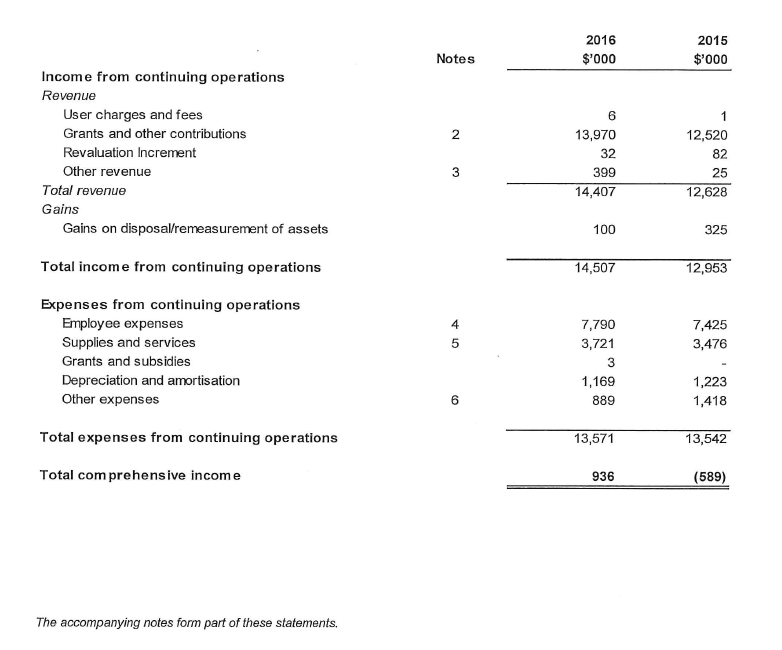 2016 2015
Notes $'000 $'000
Income from continuing operations
Revenue
User charges and fees 6 1
Grants and other contributions 2 13,970 12,520
Revaluation Increment 32 82
Other revenue 3 399 25
Total revenue 14,407 12,628
Gains
Gains on disposal/remeasurement of assets 100 325
Total income from continuing operations 14,507 12,953
Expenses from continuing operations
Employee expenses 4 7,790 7,425
Supplies and services 5 3,721 3,476
Grants and subsidies 3 -
Depreciation and amortisation 1,169 1,223
Other expenses 6 889 1,418
Total expenses from continuing operations 13,571 13,542
Total comprehensive income 936 (589)
The accompanying notes form part of these statements.